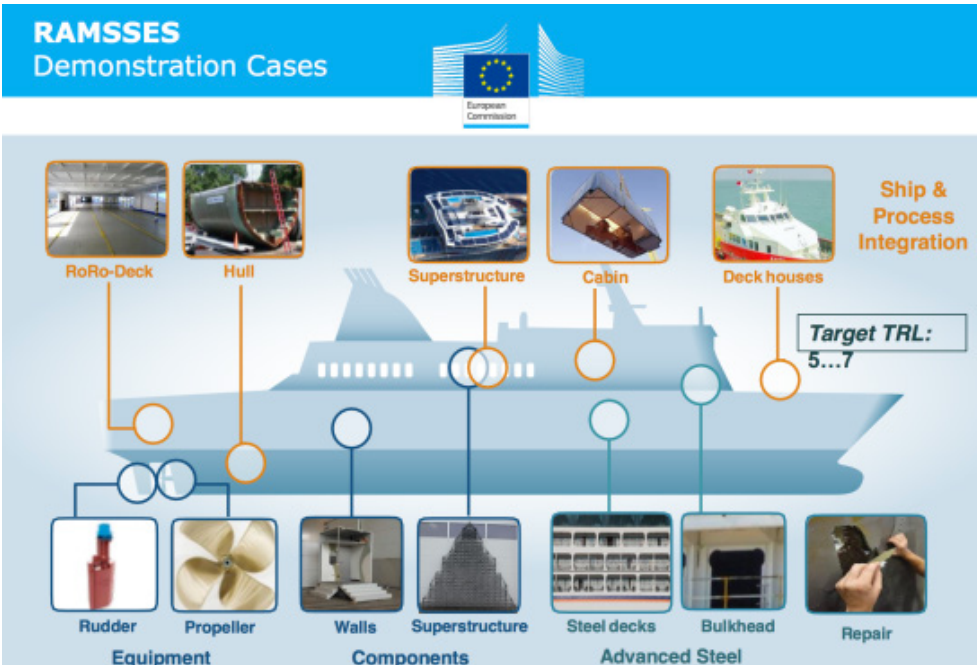 RAMSSES
Demonstration Cases
European
Commission
RoRo-Deck
Hull
Superstructure
Cabin
Deck houses
Ship &
Process
Integration
Target TRL:
5...7
Rudder
Propeller
Walls
Superstructure
Steel decks
Bulkhead
Repair
Equipment
Components
Advanced Steel